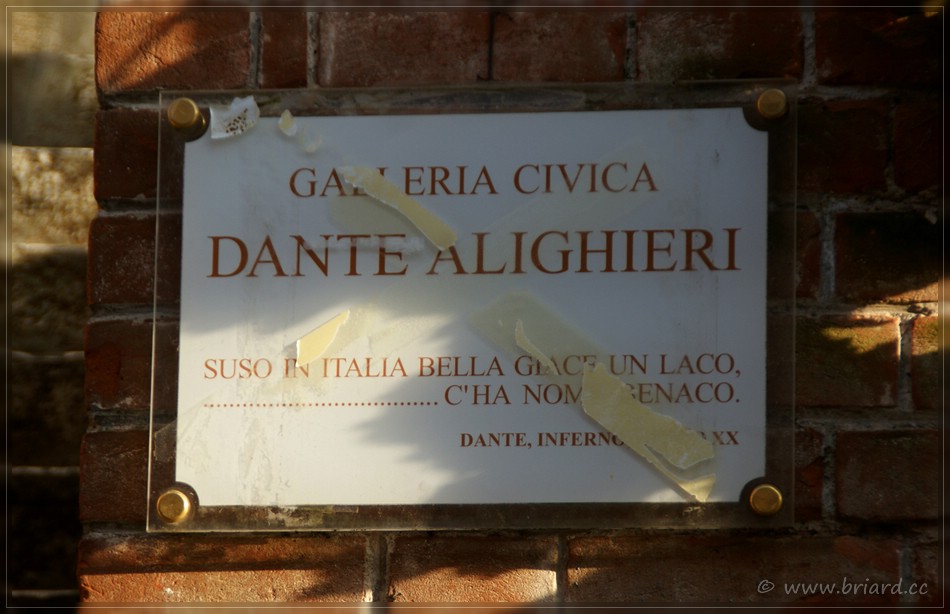 GALLERIA CIVICA
DANTE ALIGHIERI
SUSO IN ITALIA BELLA GIACE UN LACO,
....................................... C'HA NOME BENACO.
DANTE, INFERNO XX
© www.briard.cc